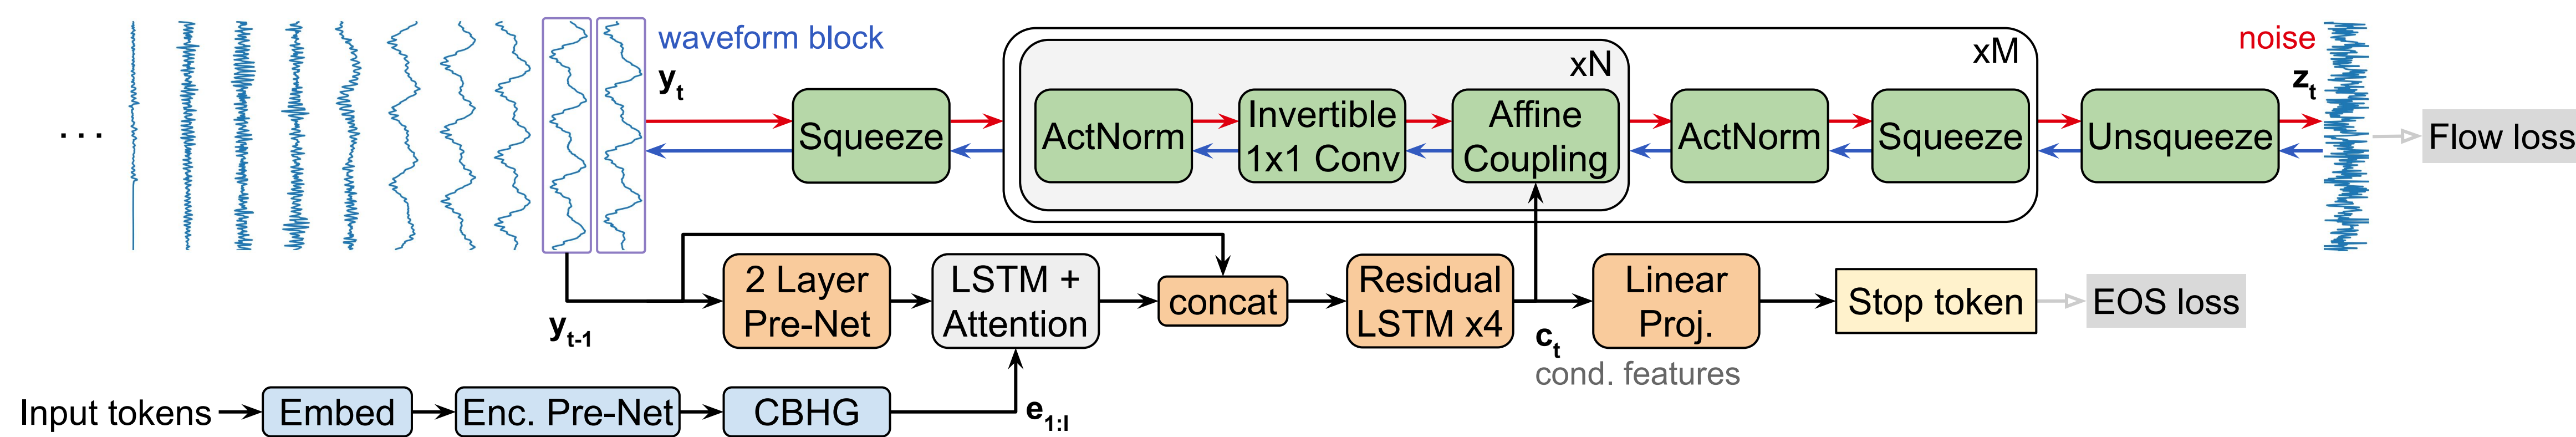 waveform block
y_t
...
Squeeze
xN
xM
ActNorm
Invertible
1x1 Conv
Affine
Coupling
ActNorm
Squeeze
Unsqueeze
noise
z_t
Flow loss
y_t-1
2 Layer
Pre-Net
LSTM +
Attention
concat
Residual
LSTM x4
c_t
cond. features
Linear
Proj.
Stop token
EOS loss
Input tokens
Embed
Enc. Pre-Net
CBHG
e_1:I